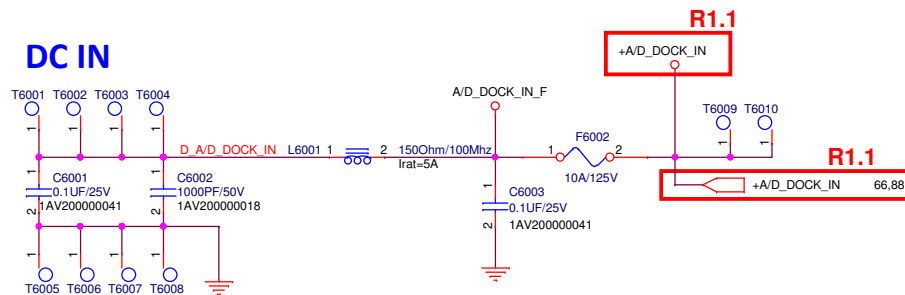 R1.1
DC IN
+A/D_DOCK_IN
T6001 T6002 T6003 T6004
A/D_DOCK_IN_F
T6009 T6010
F6002
1 1 1 1
1 1
D_A/D_DOCK_IN L6001 1 2 150Ohm/100Mhz 1 2
Irat=5A
10A/125V
R1.1
1 C6001 1 C6002
0.1UF/25V 1000PF/50V
+A/D_DOCK_IN 66,88
1 C6003
0.1UF/25V
2 1AV200000041 2 1AV200000018
2 1AV200000041
1 1 1 1
T6005 T6006 T6007 T6008